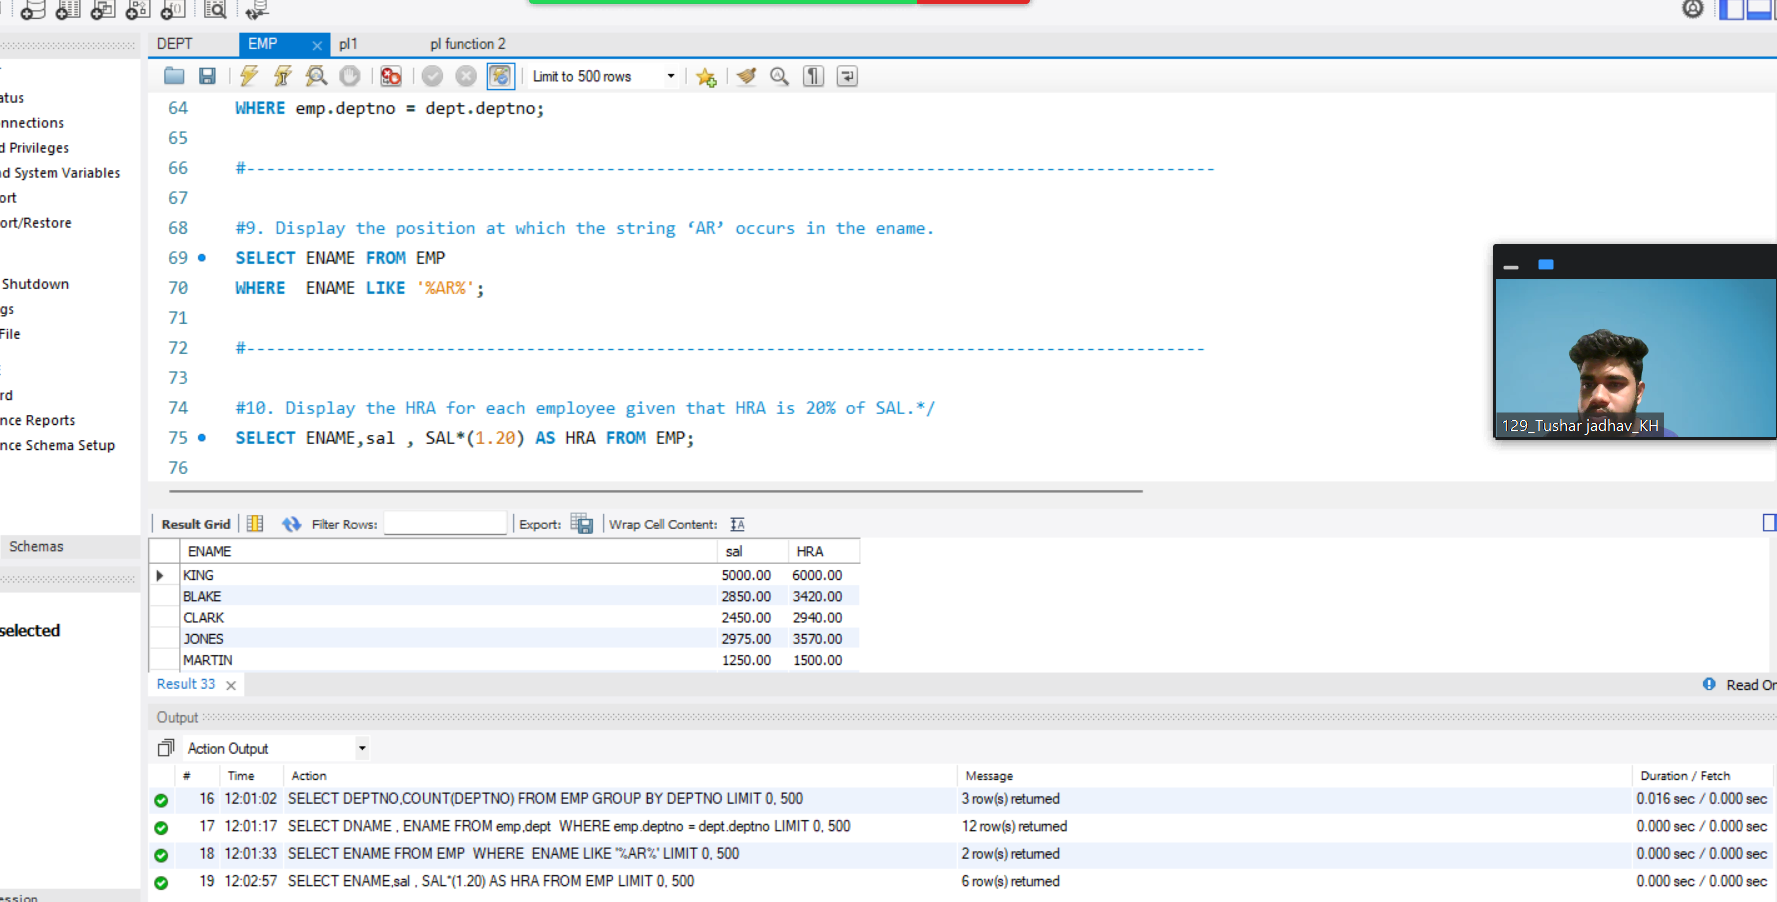 DEPT EMP pl1 pl function 2
Limit to 500 rows
64 WHERE emp.deptno = dept.deptno;
65
66 #-------------------------------------------------------------------------------------------------
67
68 #9. Display the position at which the string ‘AR’ occurs in the ename.
69 SELECT ENAME FROM EMP
70 WHERE  ENAME LIKE '%AR%';
71
72 #------------------------------------------------------------------------------------------------
73
74 #10. Display the HRA for each employee given that HRA is 20% of SAL.*/
75 SELECT ENAME,sal , SAL*(1.20) AS HRA FROM EMP;
76
atus
nnections
d Privileges
nd System Variables
ort
ort/Restore
Shutdown
gs
File
rd
nce Reports
nce Schema Setup
Schemas
selected
ession
129_Tushar jadhav_KH
Result Grid Filter Rows: Export: Wrap Cell Content:
ENAME sal HRA
KING 5000.00 6000.00
BLAKE 2850.00 3420.00
CLARK 2450.00 2940.00
JONES 2975.00 3570.00
MARTIN 1250.00 1500.00
Result 33 Read Or
Output
Action Output
# Time Action Message Duration / Fetch
16 12:01:02 SELECT DEPTNO,COUNT(DEPTNO) FROM EMP GROUP BY DEPTNO LIMIT 0, 500 3 row(s) returned 0.016 sec / 0.000 sec
17 12:01:17 SELECT DNAME , ENAME FROM emp,dept  WHERE emp.deptno = dept.deptno LIMIT 0, 500 12 row(s) returned 0.000 sec / 0.000 sec
18 12:01:33 SELECT ENAME FROM EMP  WHERE  ENAME LIKE '%AR%' LIMIT 0, 500 2 row(s) returned 0.000 sec / 0.000 sec
19 12:02:57 SELECT ENAME,sal , SAL*(1.20) AS HRA FROM EMP LIMIT 0, 500 6 row(s) returned 0.000 sec / 0.000 sec